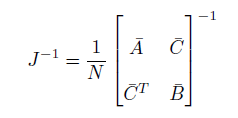 $J^{-1} = \frac{1}{N} \begin{bmatrix} \bar{A} & \bar{C} \\ \bar{C}^T & \bar{B} \end{bmatrix}^{-1}$